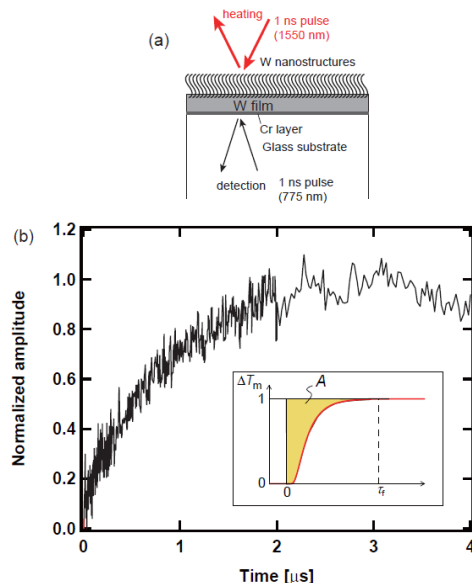 (a)
heating
1 ns pulse
(1550 nm)
W nanostructures
W film
Cr layer
Glass substrate
detection
1 ns pulse
(775 nm)
(b)
Normalized amplitude
1.2
1.0
0.8
0.6
0.4
0.2
0.0
0
1
2
3
4
Time [μs]
ΔTm
A
1
0
0
τf